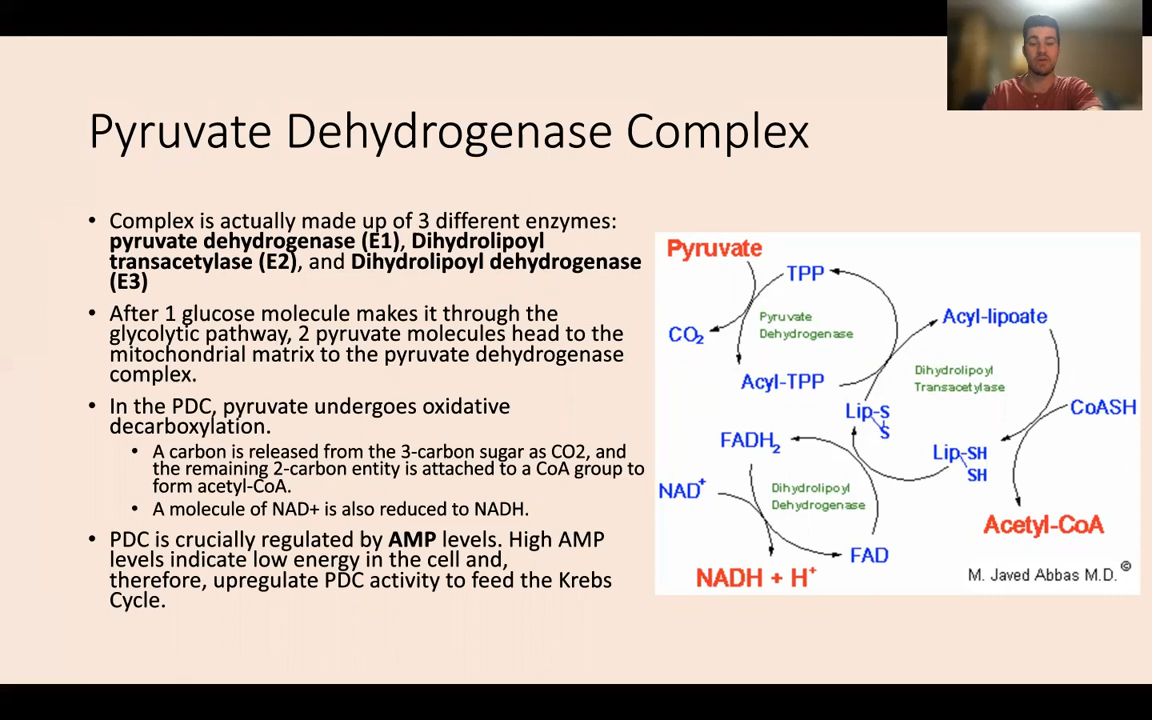 Pyruvate Dehydrogenase Complex
• Complex is actually made up of 3 different enzymes:
pyruvate dehydrogenase (E1), Dihydrolipoyl
transacetylase (E2), and Dihydrolipoyl dehydrogenase
(E3)
• After 1 glucose molecule makes it through the
glycolytic pathway, 2 pyruvate molecules head to the
mitochondrial matrix to the pyruvate dehydrogenase
complex.
• In the PDC, pyruvate undergoes oxidative
decarboxylation.
• A carbon is released from the 3-carbon sugar as CO2, and
the remaining 2-carbon entity is attached to a CoA group to
form acetyl-CoA.
• A molecule of NAD+ is also reduced to NADH.
• PDC is crucially regulated by AMP levels. High AMP
levels indicate low energy in the cell and,
therefore, upregulate PDC activity to feed the Krebs
Cycle.
Pyruvate
TPP
CO₂
Pyruvate
Dehydrogenase
Acyl-TPP
Acyl-lipoate
Dihydrolipoyl
Transacetylase
Lip-S
S
CoASH
FADH₂
Lip-SH
SH
NAD⁺
Dihydrolipoyl
Dehydrogenase
Acetyl-CoA
FAD
NADH + H⁺
M. Javed Abbas M.D.©